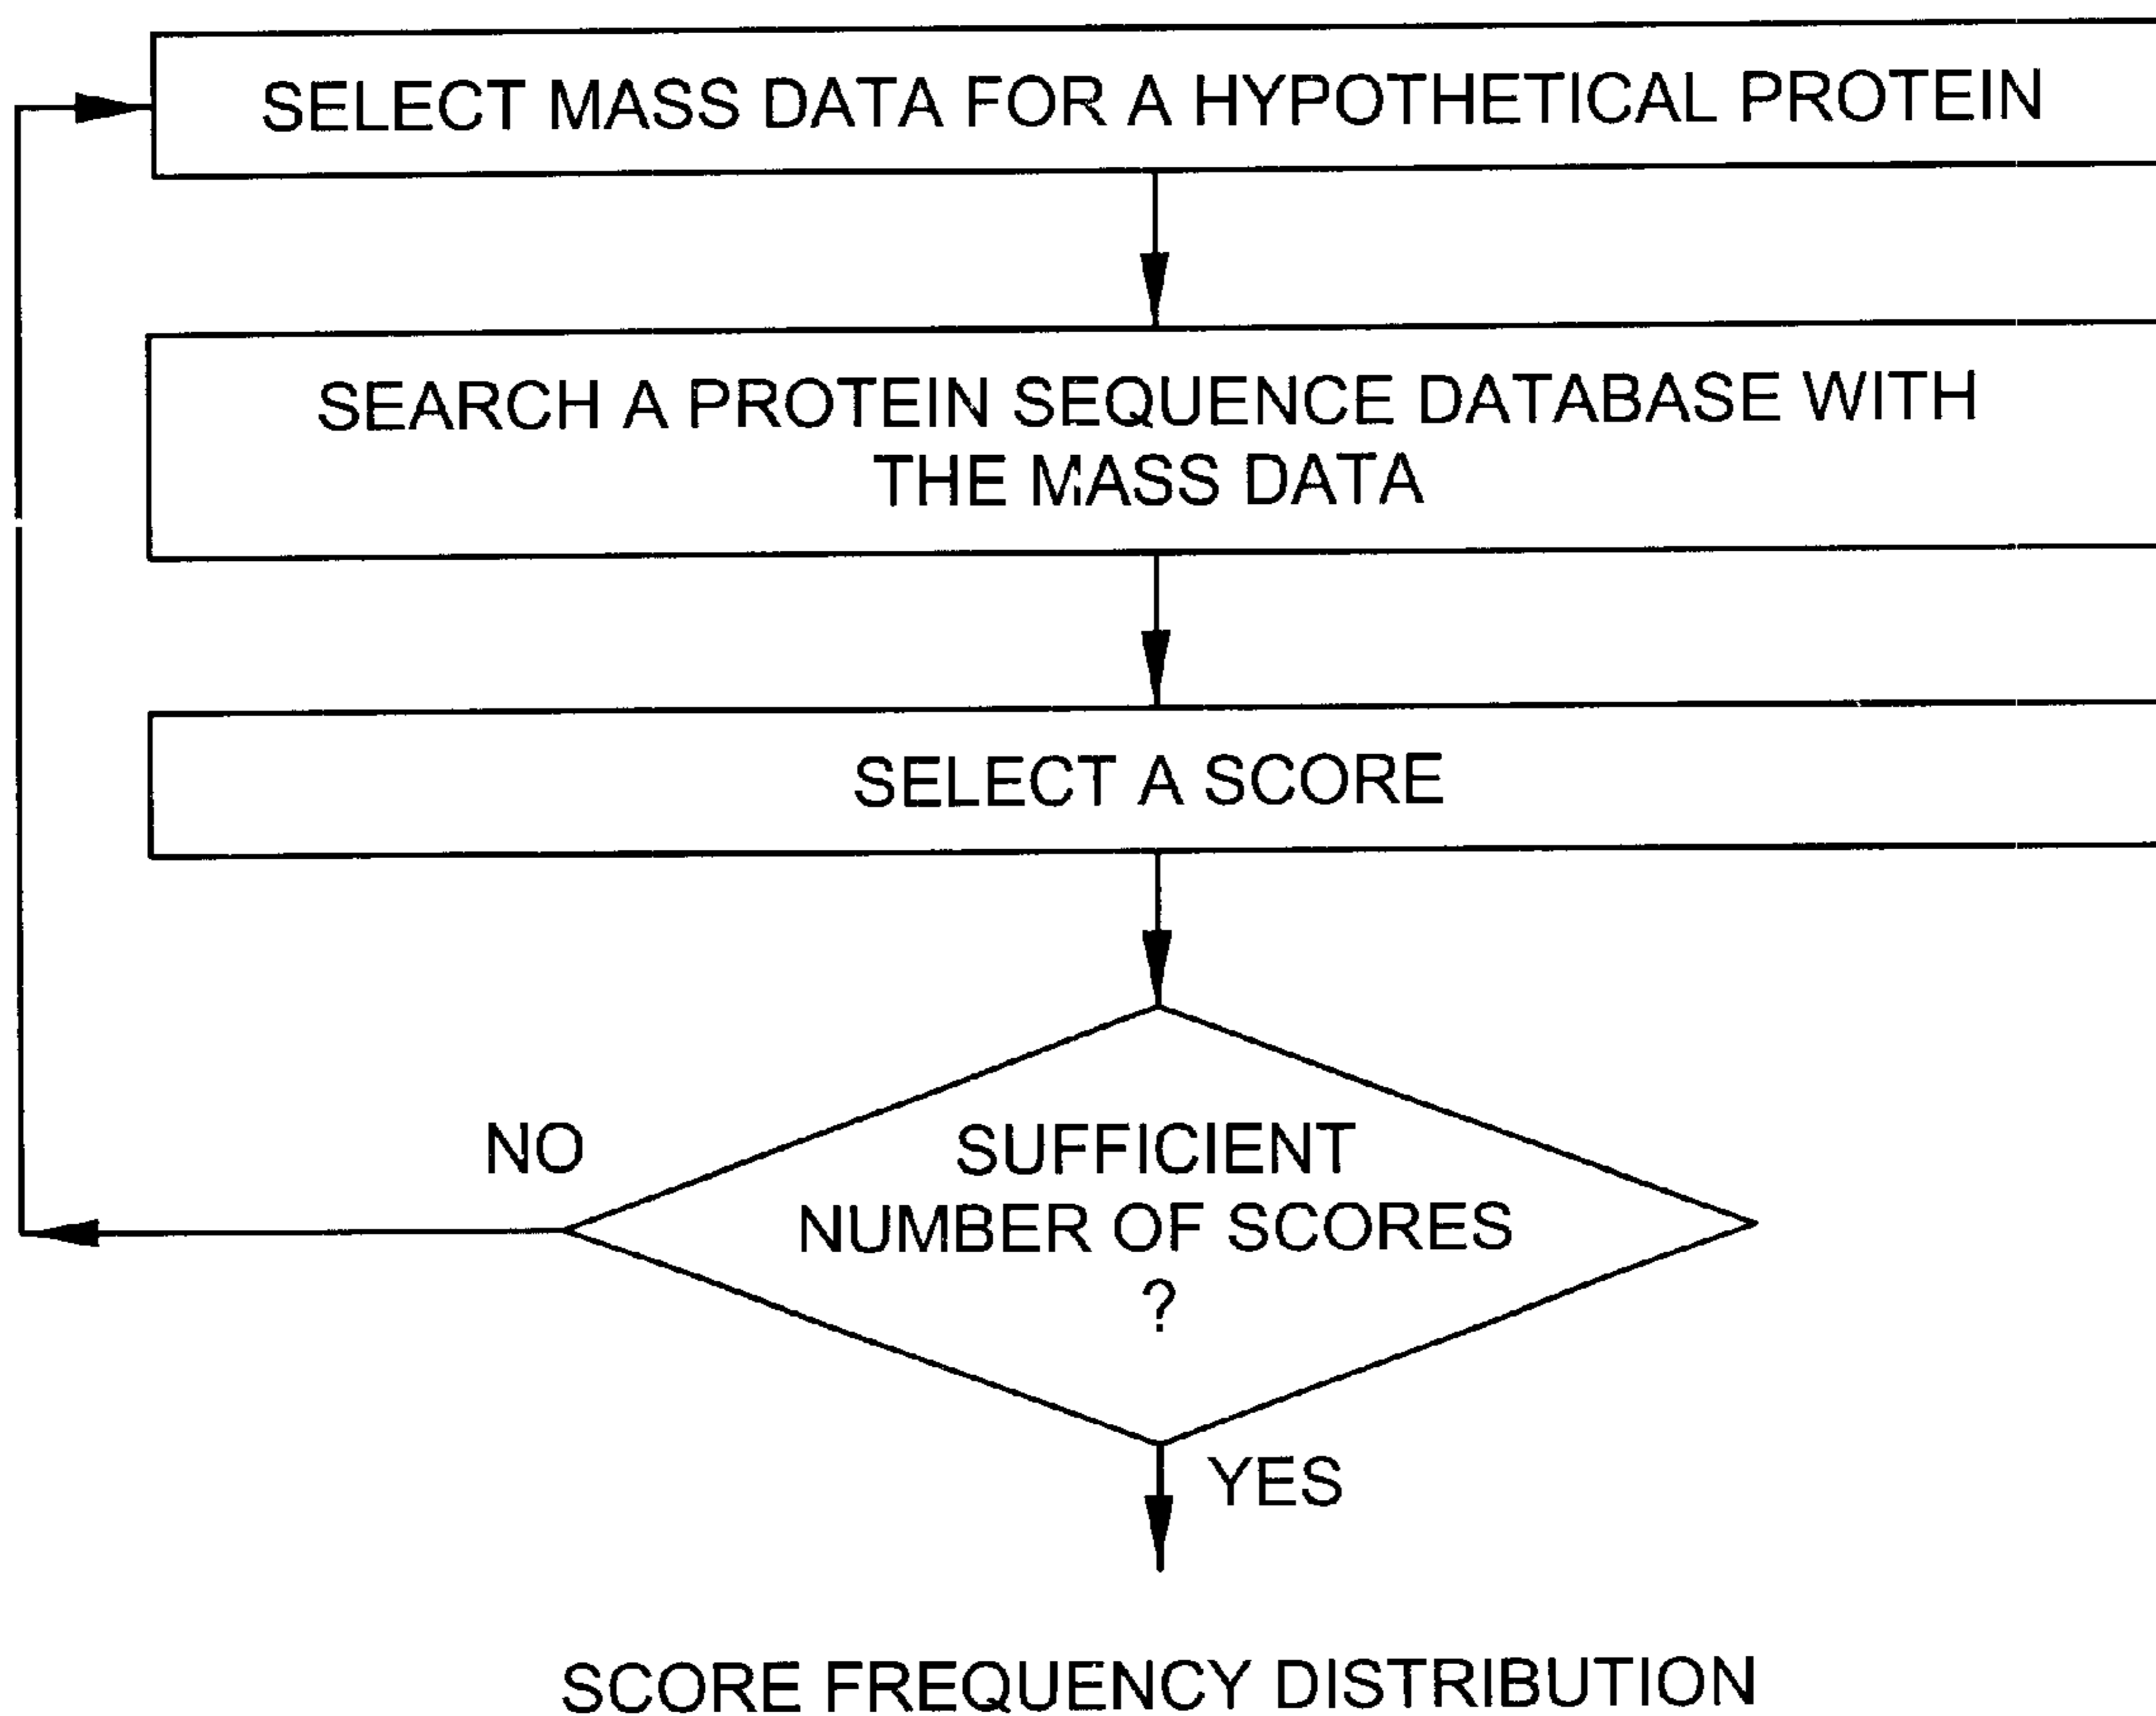 SELECT MASS DATA FOR A HYPOTHETICAL PROTEIN
SEARCH A PROTEIN SEQUENCE DATABASE WITH
THE MASS DATA
SELECT A SCORE
NO
SUFFICIENT
NUMBER OF SCORES
?
YES
SCORE FREQUENCY DISTRIBUTION